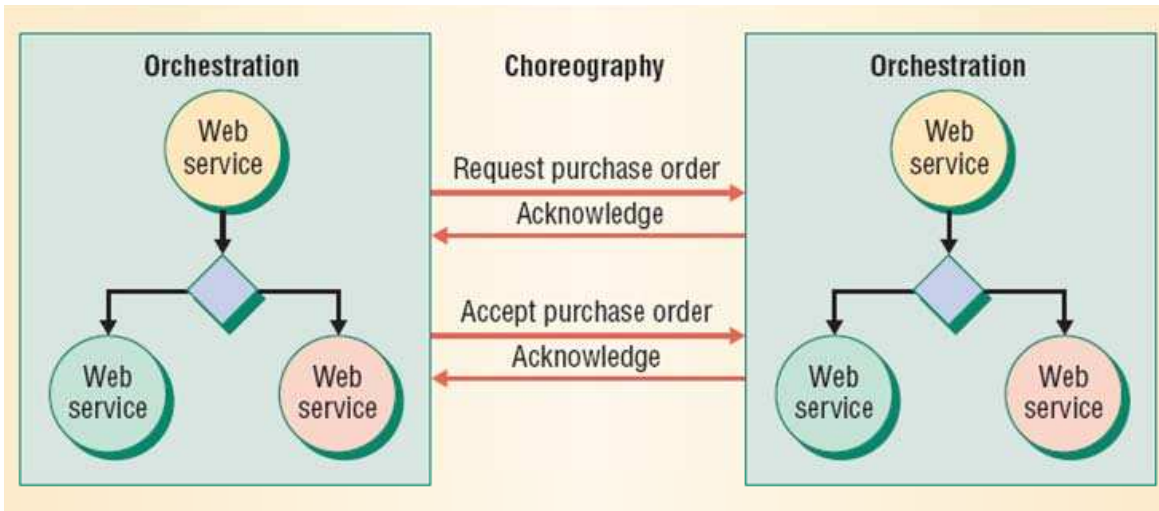 Orchestration
Choreography
Orchestration
Web
service
Web
service
Web
service
Request purchase order
Acknowledge
Accept purchase order
Acknowledge
Web
service
Web
service
Web
service